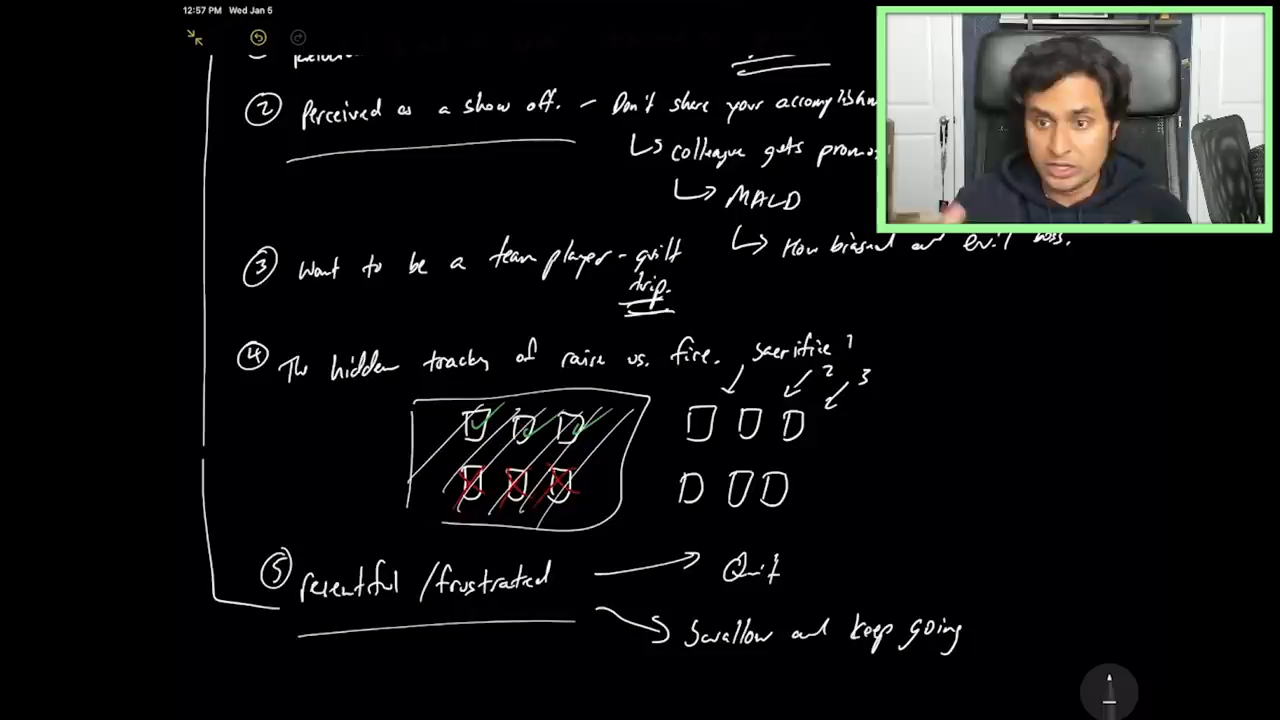 12:57 PM Wed Jan 5
② Perceived as a show off. – Don't share your accomplishm
↳ colleague gets promo
↳ MALD
↳ How biased and evil boss.
③ Want to be a team player - guilt
trip.
④ The hidden tracks of raise vs. fire. sacrifice 1
2
3
⑤ resentful / frustrated → Quit
→ Swallow and keep going